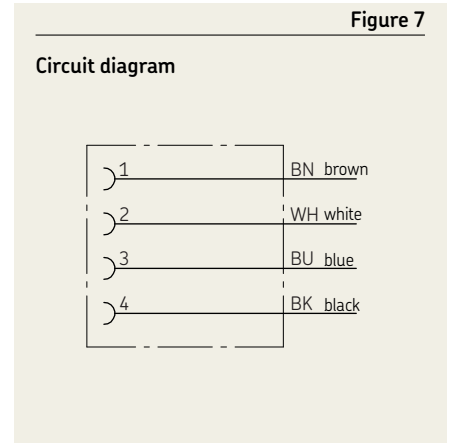 Figure 7
Circuit diagram
1 BN brown
2 WH white
3 BU blue
4 BK black